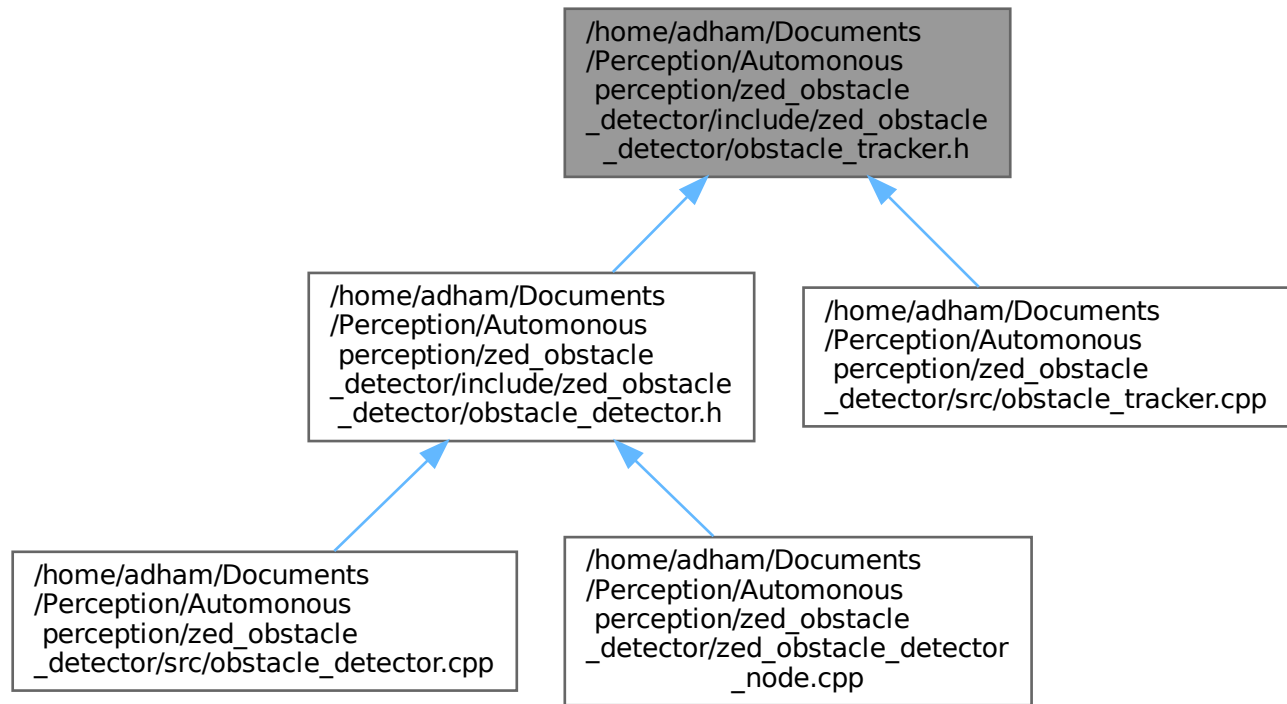 /home/adham/Documents
/Perception/Automonous
perception/zed_obstacle
_detector/include/zed_obstacle
_detector/obstacle_tracker.h
/home/adham/Documents
/Perception/Automonous
perception/zed_obstacle
_detector/include/zed_obstacle
_detector/obstacle_detector.h
/home/adham/Documents
/Perception/Automonous
perception/zed_obstacle
_detector/src/obstacle_tracker.cpp
/home/adham/Documents
/Perception/Automonous
perception/zed_obstacle
_detector/src/obstacle_detector.cpp
/home/adham/Documents
/Perception/Automonous
perception/zed_obstacle
_detector/zed_obstacle_detector
_node.cpp